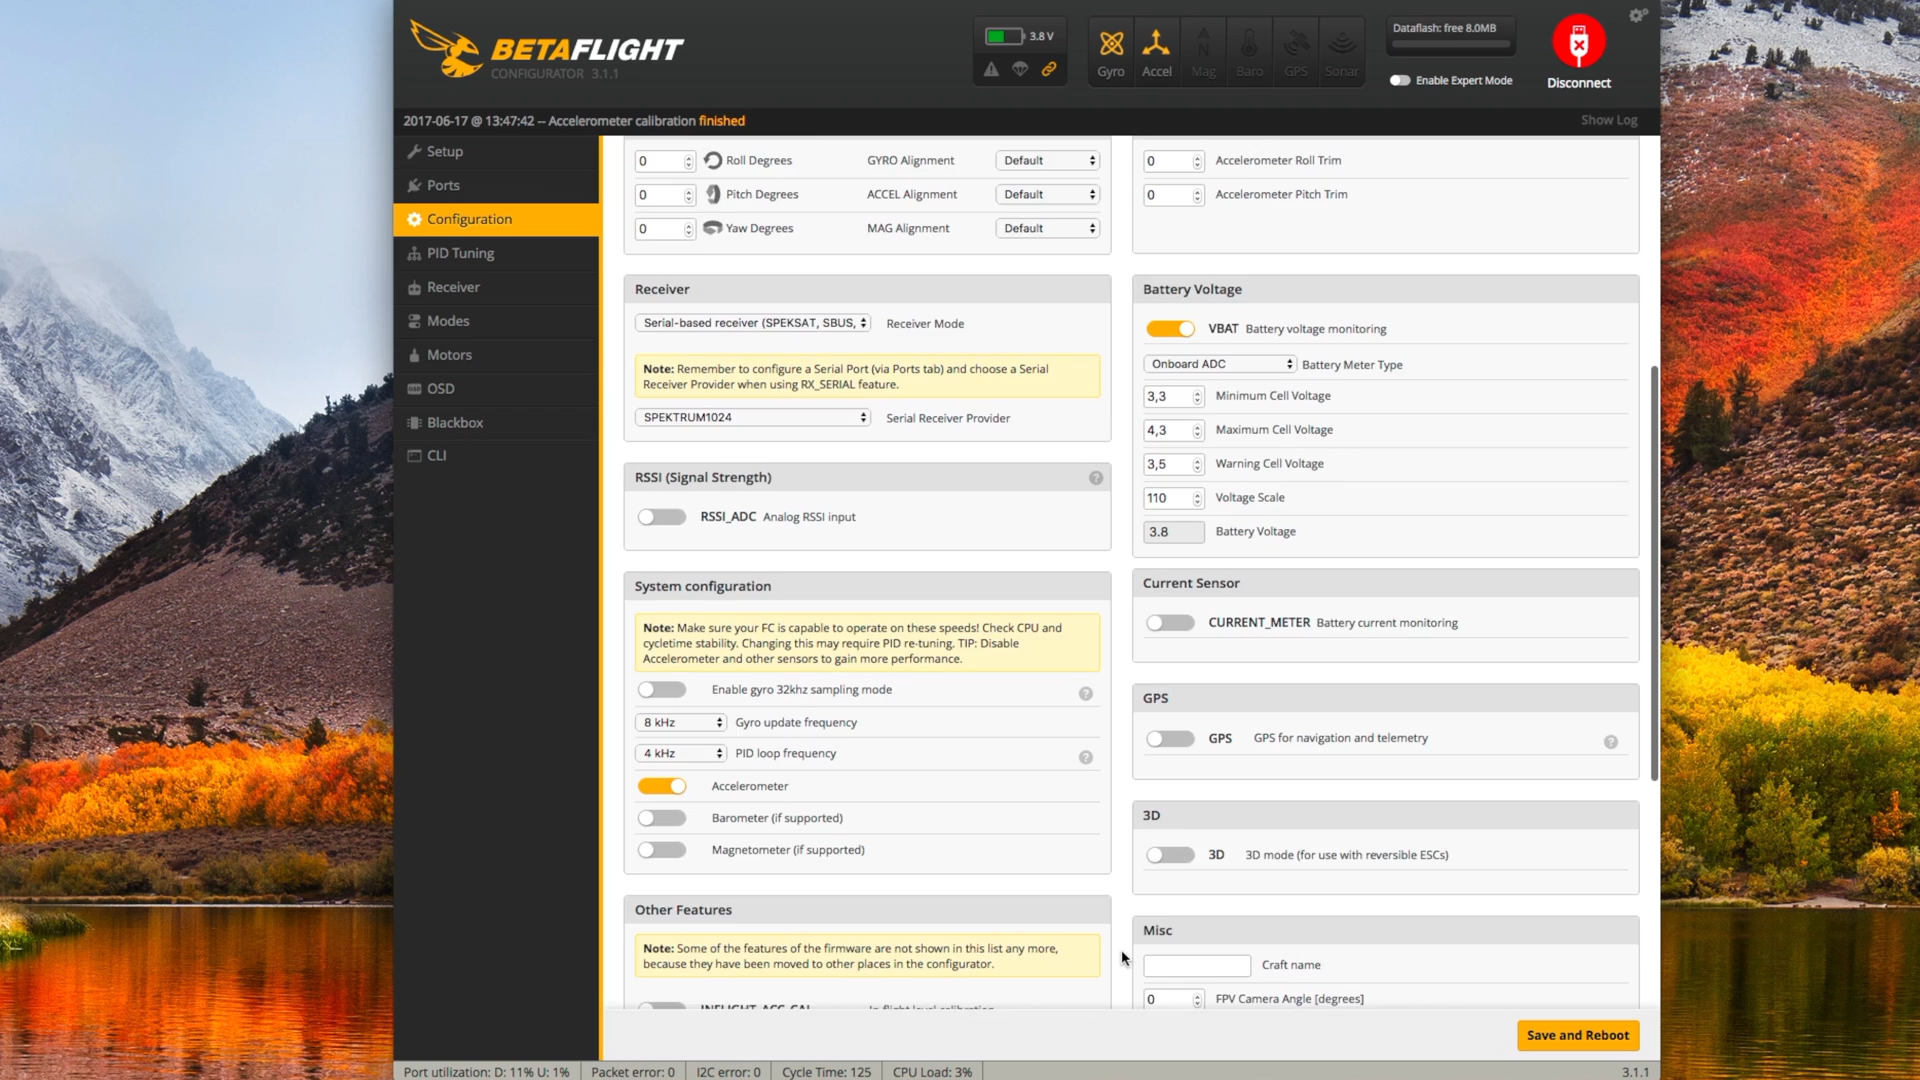 BETAFLIGHT
CONFIGURATOR 3.1.1
3.8 V
Gyro
Accel
Mag
Baro
GPS
Sonar
Dataflash: free 8.0MB
Enable Expert Mode
Disconnect
2017-06-17 @ 13:47:42 -- Accelerometer calibration finished
Show Log
Setup
Ports
Configuration
PID Tuning
Receiver
Modes
Motors
OSD
Blackbox
CLI
0 Roll Degrees GYRO Alignment Default
0 Pitch Degrees ACCEL Alignment Default
0 Yaw Degrees MAG Alignment Default
0 Accelerometer Roll Trim
0 Accelerometer Pitch Trim
Receiver
Serial-based receiver (SPEKSAT, SBUS, Receiver Mode
Note: Remember to configure a Serial Port (via Ports tab) and choose a Serial
Receiver Provider when using RX_SERIAL feature.
SPEKTRUM1024 Serial Receiver Provider
RSSI (Signal Strength)
RSSI_ADC Analog RSSI input
System configuration
Note: Make sure your FC is capable to operate on these speeds! Check CPU and
cycletime stability. Changing this may require PID re-tuning. TIP: Disable
Accelerometer and other sensors to gain more performance.
Enable gyro 32khz sampling mode
8 kHz Gyro update frequency
4 kHz PID loop frequency
Accelerometer
Barometer (if supported)
Magnetometer (if supported)
Other Features
Note: Some of the features of the firmware are not shown in this list any more,
because they have been moved to other places in the configurator.
INFLIGHT_ACC_CAL In-flight level calibration
Battery Voltage
VBAT Battery voltage monitoring
Onboard ADC Battery Meter Type
3,3 Minimum Cell Voltage
4,3 Maximum Cell Voltage
3,5 Warning Cell Voltage
110 Voltage Scale
3.8 Battery Voltage
Current Sensor
CURRENT_METER Battery current monitoring
GPS
GPS GPS for navigation and telemetry
3D
3D 3D mode (for use with reversible ESCs)
Misc
Craft name
0 FPV Camera Angle [degrees]
Save and Reboot
Port utilization: D: 11% U: 1% Packet error: 0 I2C error: 0 Cycle Time: 125 CPU Load: 3% 3.1.1